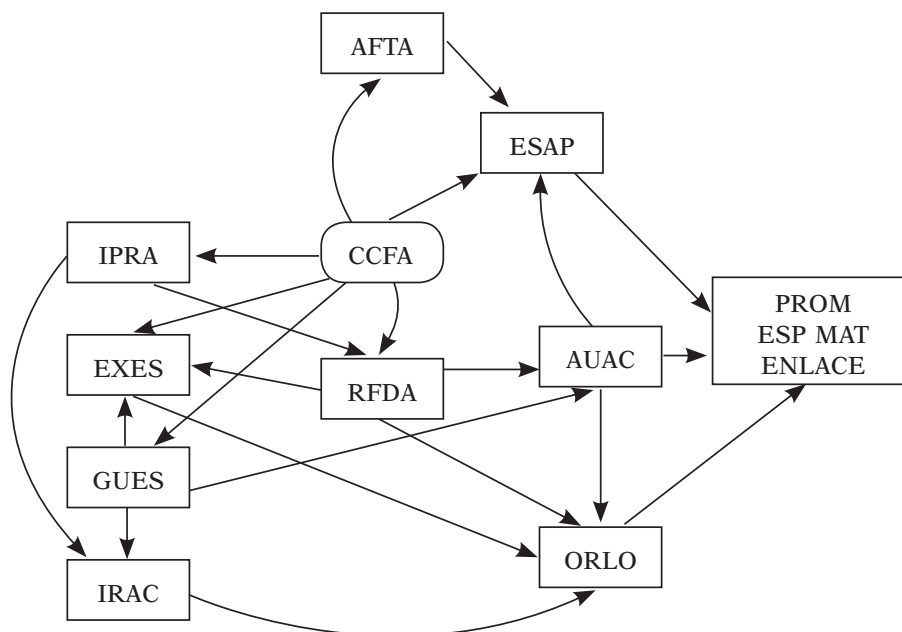 AFTA
ESAP
IPRA
CCFA
PROM
ESP MAT
ENLACE
EXES
RFDA
AUAC
GUES
ORLO
IRAC